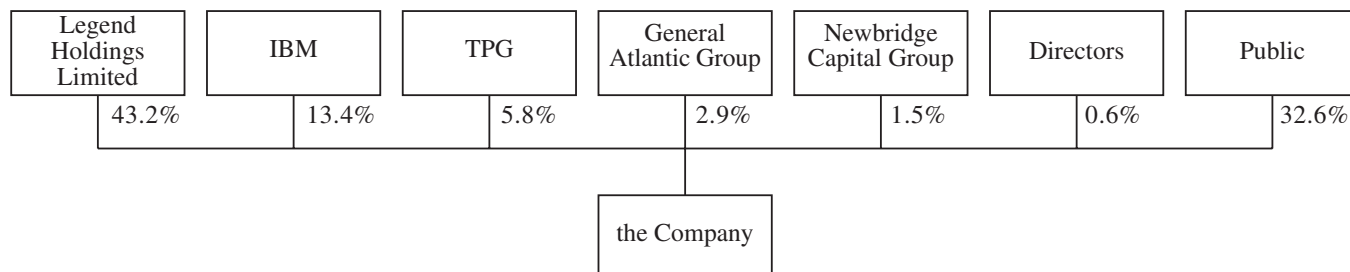 Legend
Holdings
Limited
IBM
TPG
General
Atlantic Group
Newbridge
Capital Group
Directors
Public
43.2%
13.4%
5.8%
2.9%
1.5%
0.6%
32.6%
the Company